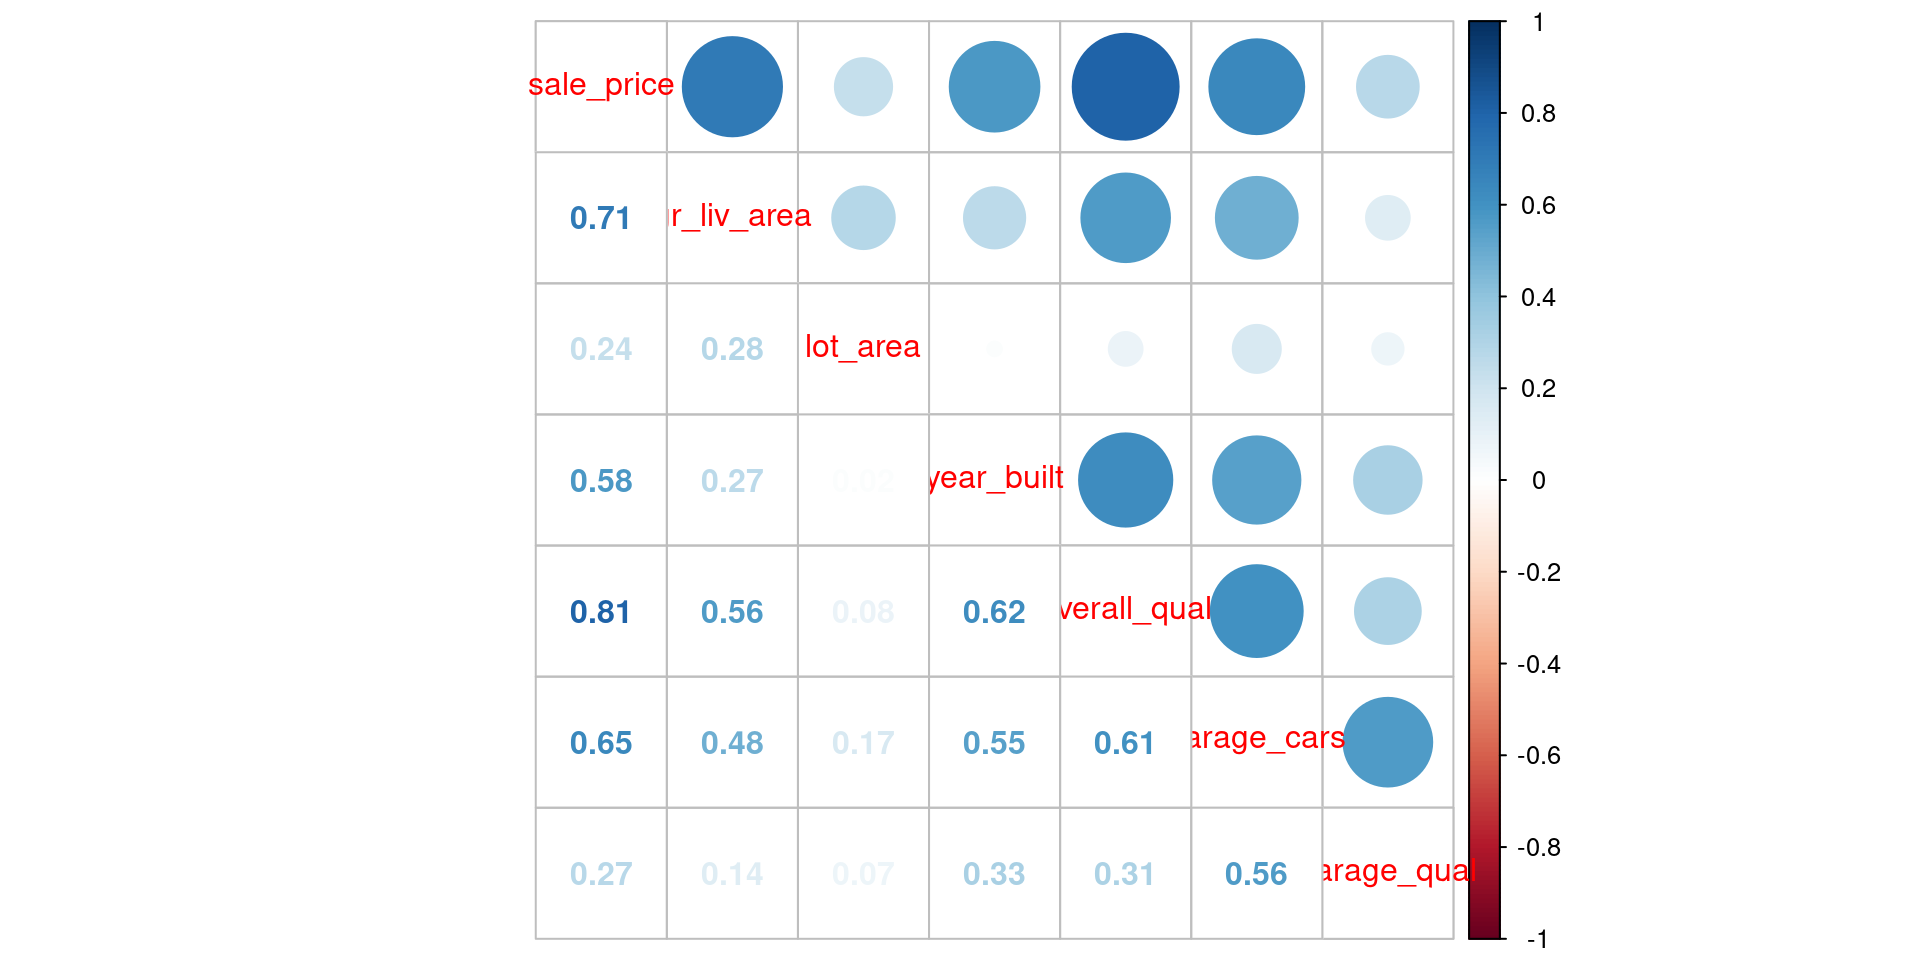 1
sale_price
0.8
0.71 r_liv_area
0.6
0.4
0.24 0.28 lot_area
0.2
0.58 0.27 0.02 year_built
0
-0.2
0.81 0.56 0.08 0.62 verall_qual
-0.4
-0.6
0.65 0.48 0.17 0.55 0.61 arage_cars
-0.8
0.27 0.14 0.07 0.33 0.31 0.56 arage_qual
-1